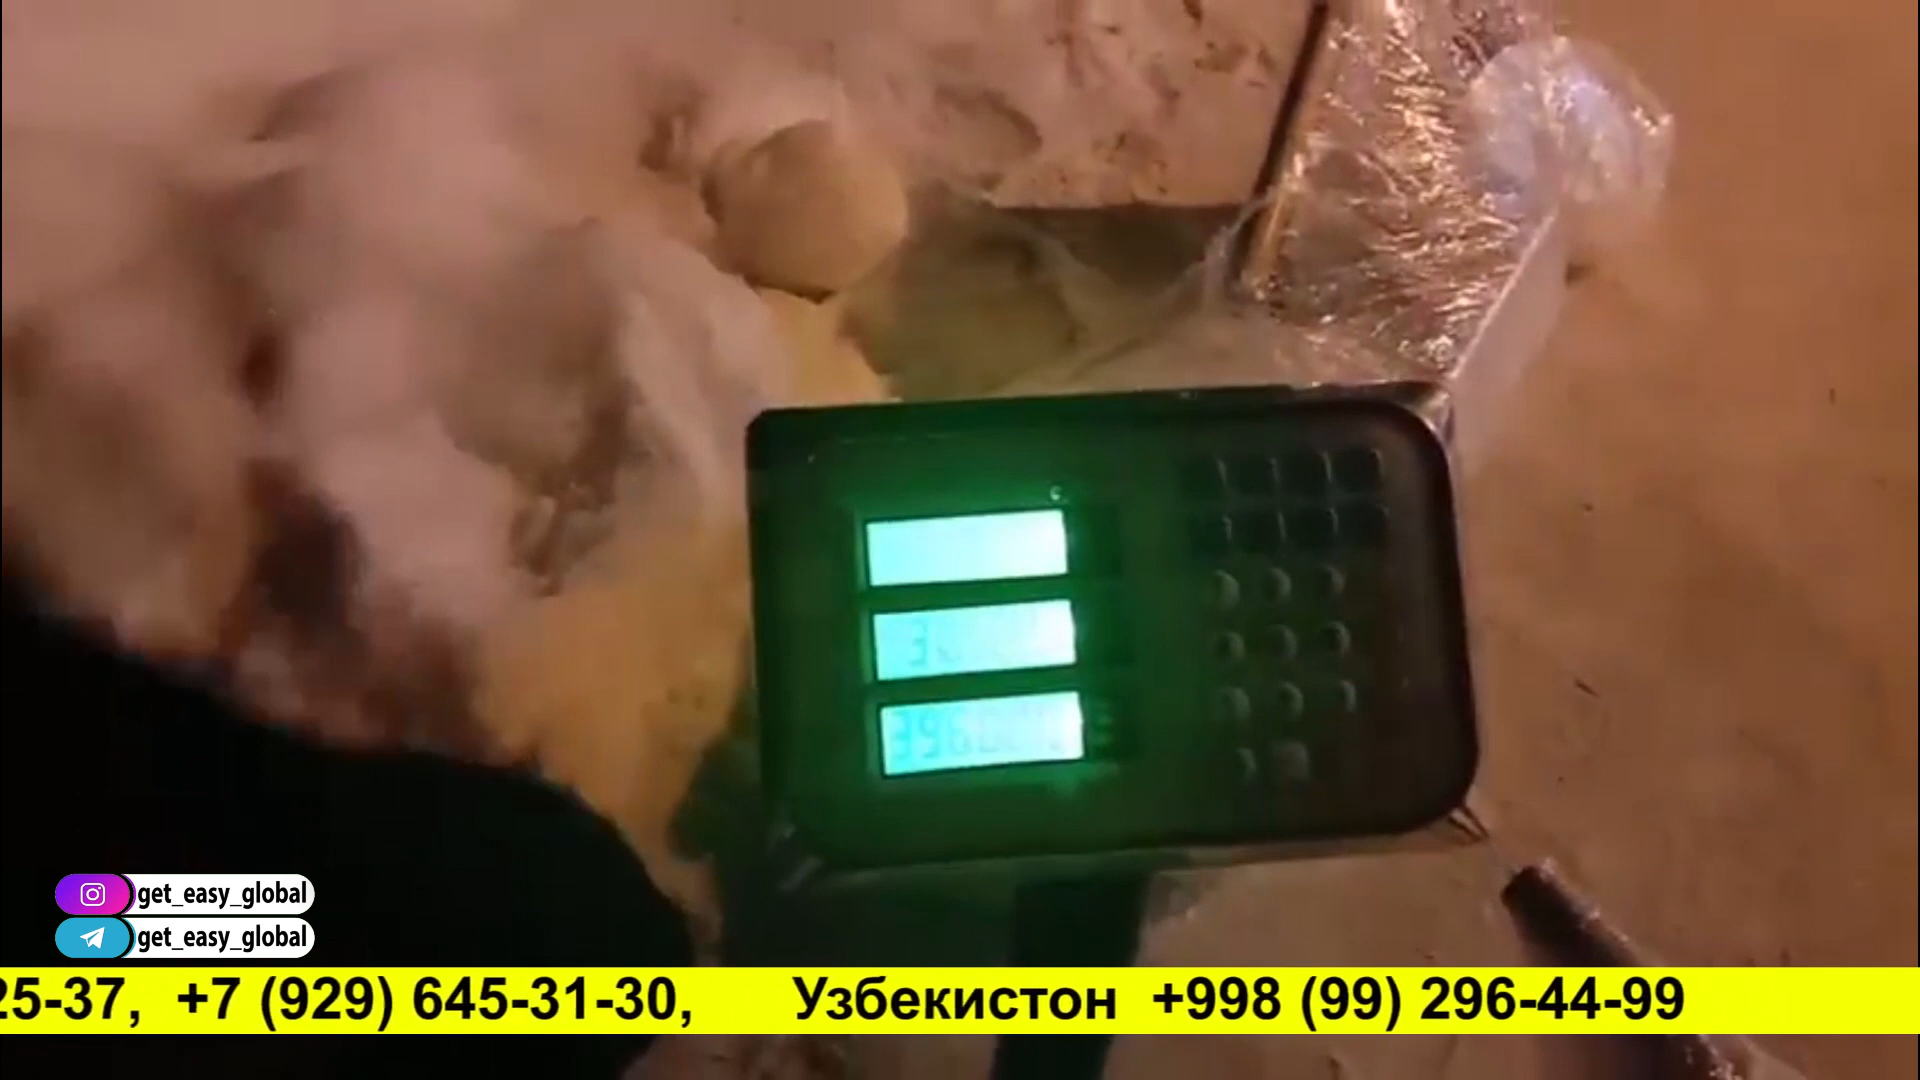 get_easy_global
get_easy_global
25-37, +7 (929) 645-31-30, Узбекистон +998 (99) 296-44-99